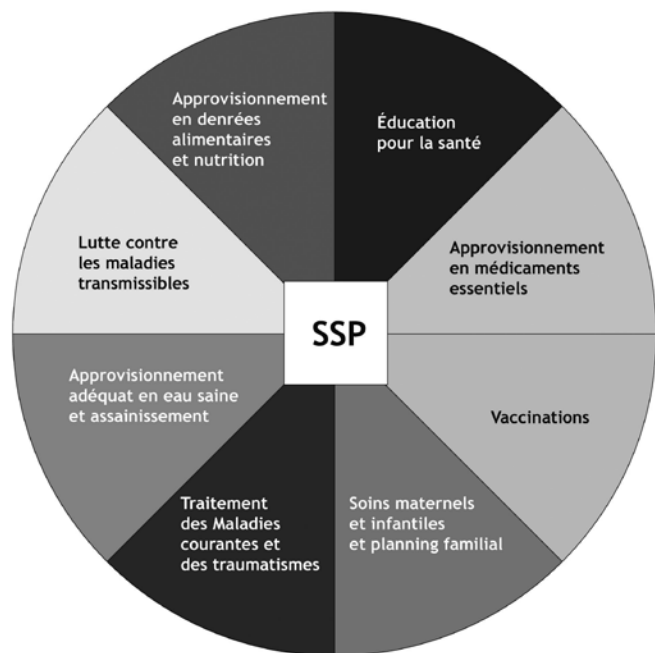 Approvisionnement
en denrées
alimentaires
et nutrition
Éducation
pour la santé
Lutte contre
les maladies
transmissibles
Approvisionnement
en médicaments
essentiels
SSP
Approvisionnement
adéquat en eau saine
et assainissement
Vaccinations
Traitement
des Maladies
courantes et
des traumatismes
Soins maternels
et infantiles
et planning familial